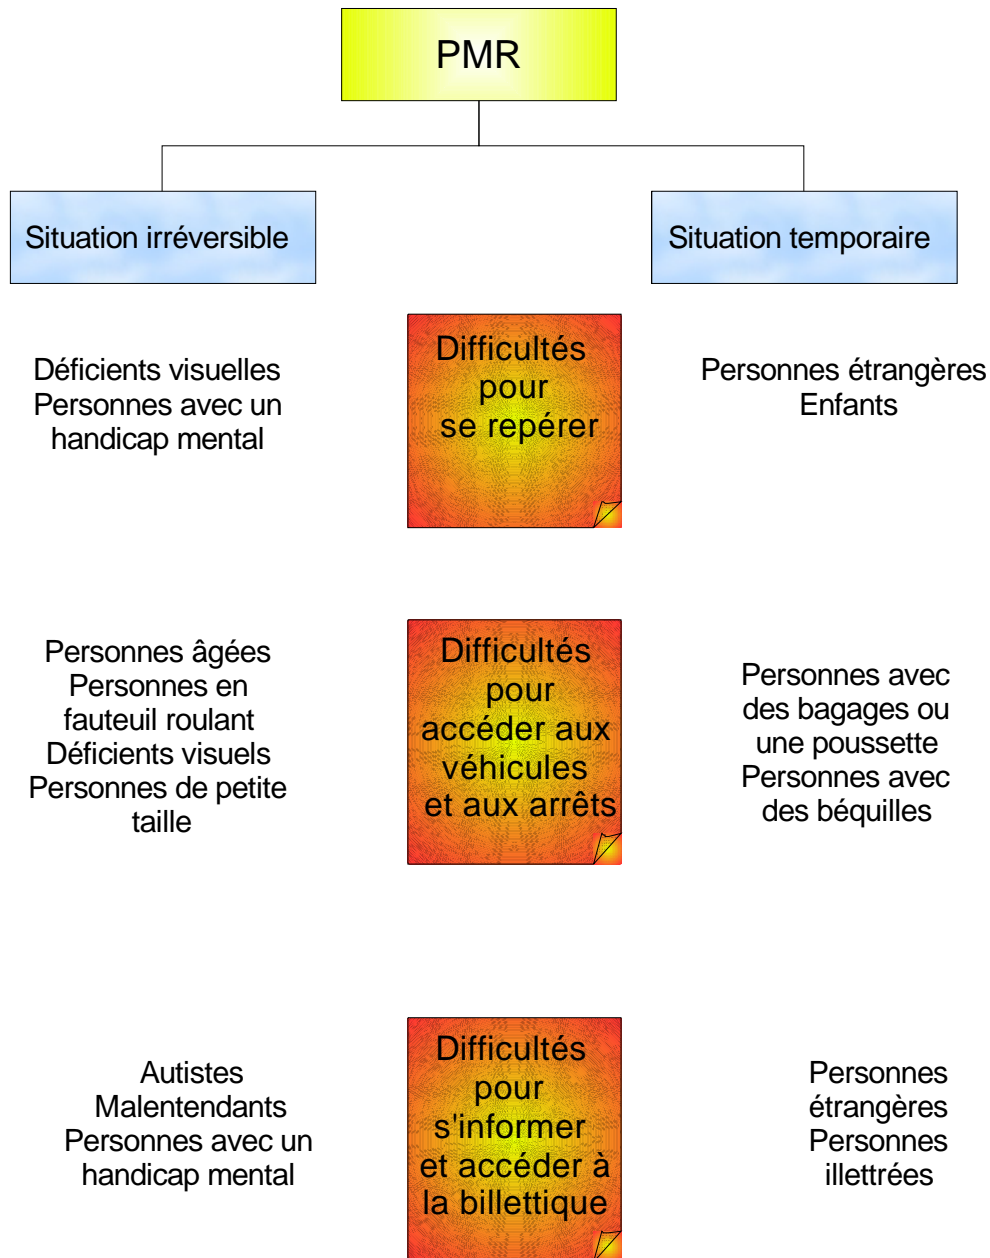 PMR
Situation irréversible
Situation temporaire
Déficients visuelles
Personnes avec un
handicap mental
Difficultés
pour
se repérer
Personnes étrangères
Enfants
Personnes âgées
Personnes en
fauteuil roulant
Déficients visuels
Personnes de petite
taille
Difficultés
pour
accéder aux
véhicules
et aux arrêts
Personnes avec
des bagages ou
une poussette
Personnes avec
des béquilles
Autistes
Malentendants
Personnes avec un
handicap mental
Difficultés
pour
s'informer
et accéder à
la billettique
Personnes
étrangères
Personnes
illettrées